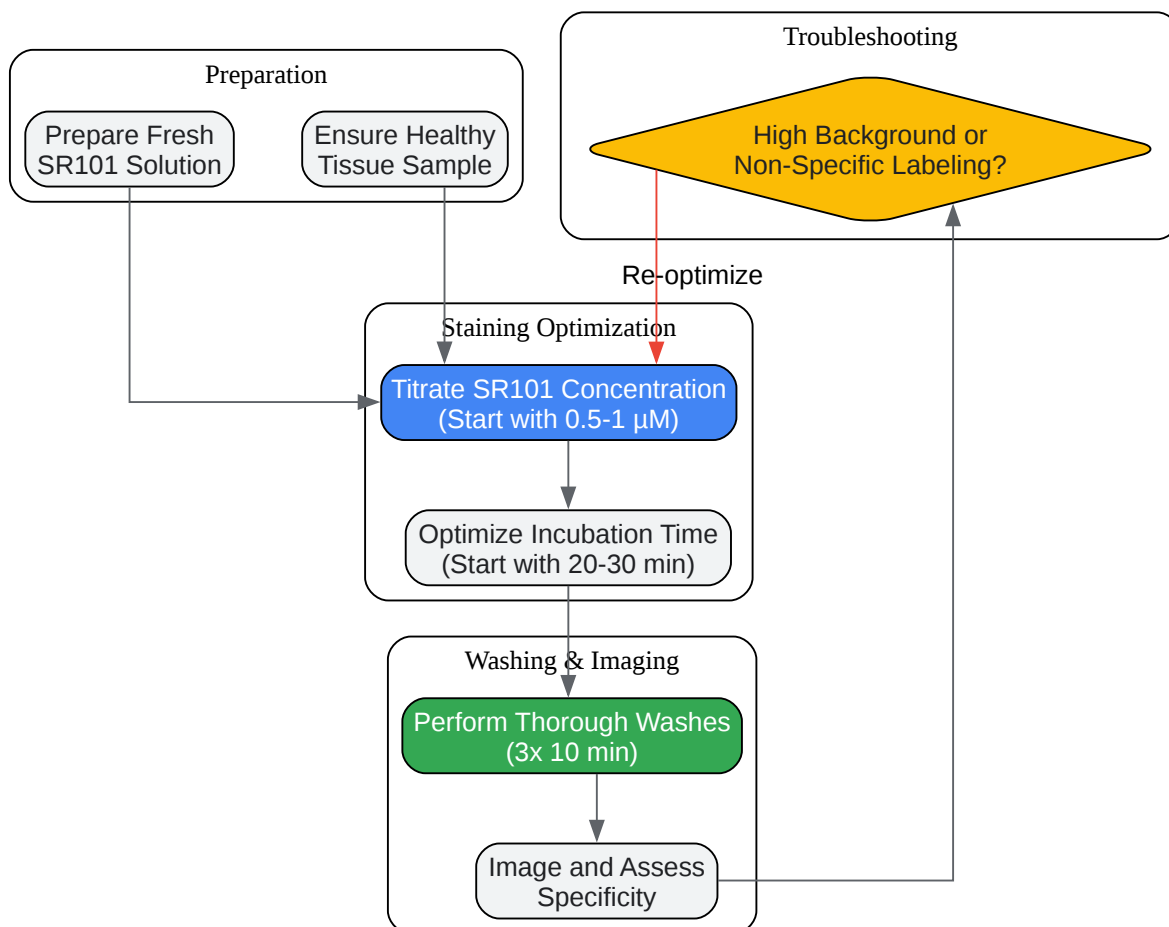 Preparation
Prepare Fresh
SR101 Solution
Ensure Healthy
Tissue Sample
Troubleshooting
High Background or
Non-Specific Labeling?
Re-optimize
Staining Optimization
Titrate SR101 Concentration
(Start with 0.5-1 µM)
Optimize Incubation Time
(Start with 20-30 min)
Washing & Imaging
Perform Thorough Washes
(3x 10 min)
Image and Assess
Specificity